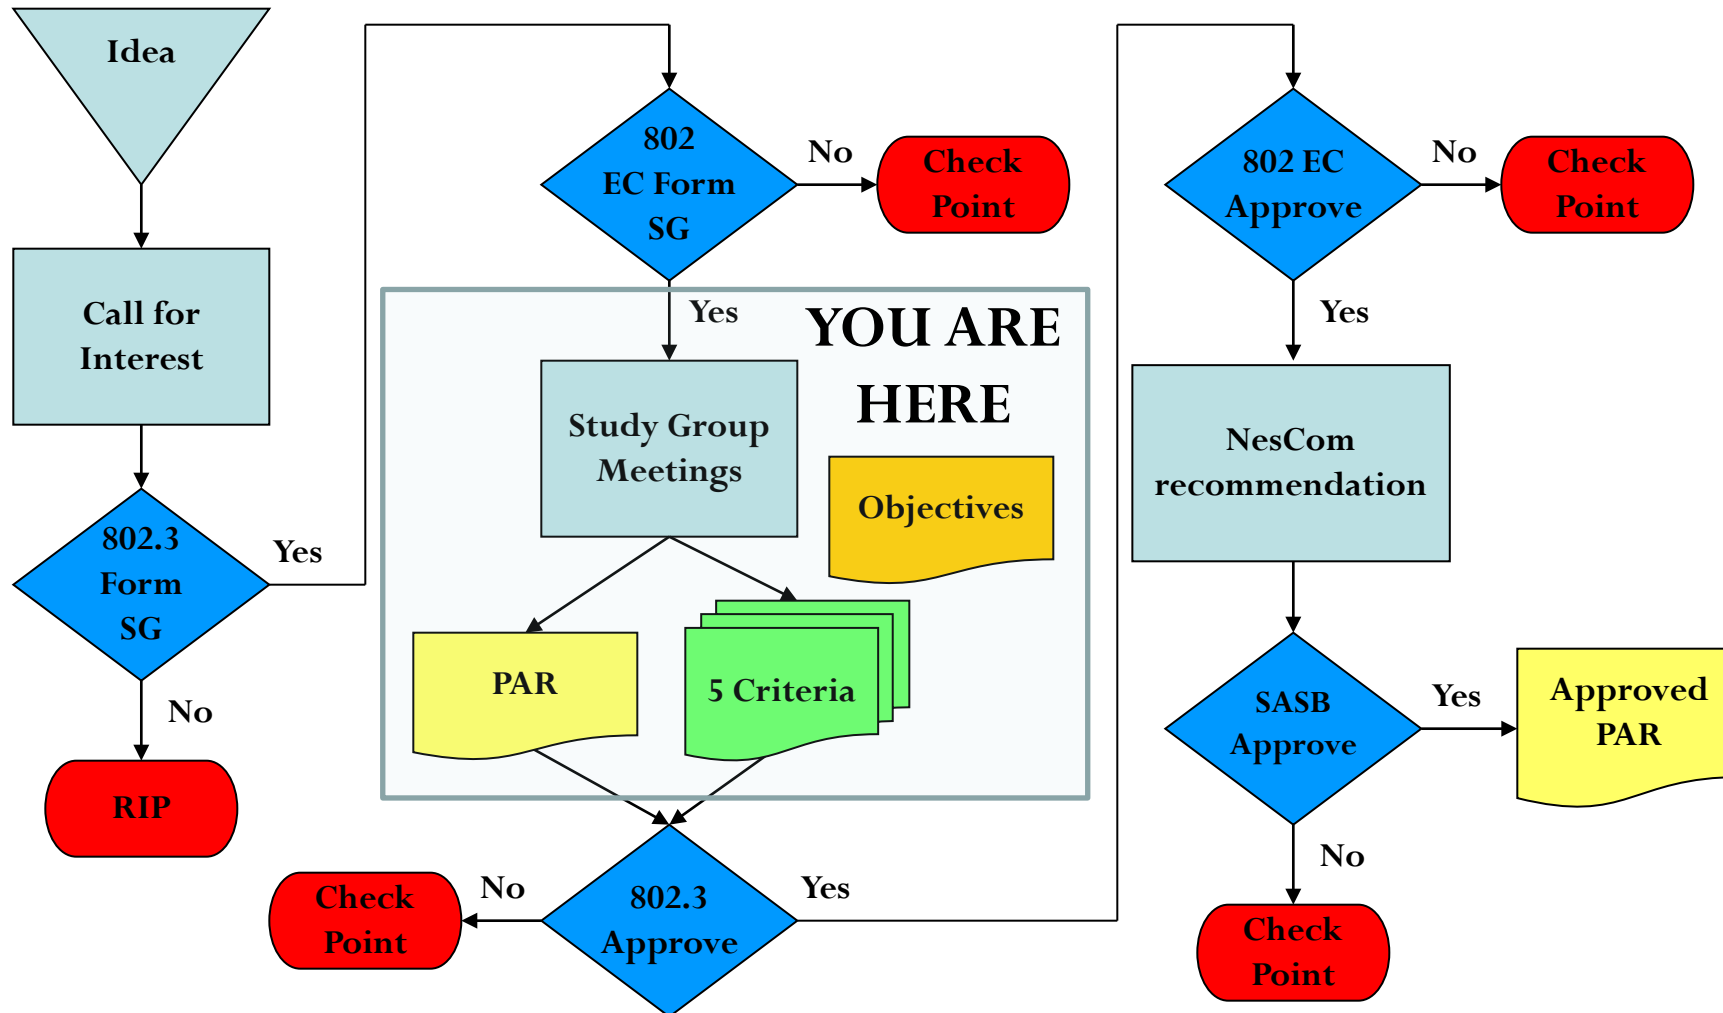 Idea
Call for
Interest
802.3
Form
SG
Yes
No
RIP
802
EC Form
SG
No
Check
Point
Yes
YOU ARE
HERE
Study Group
Meetings
Objectives
PAR
5 Criteria
802.3
Approve
No
Check
Point
Yes
802 EC
Approve
No
Check
Point
Yes
NesCom
recommendation
SASB
Approve
Yes
Approved
PAR
No
Check
Point